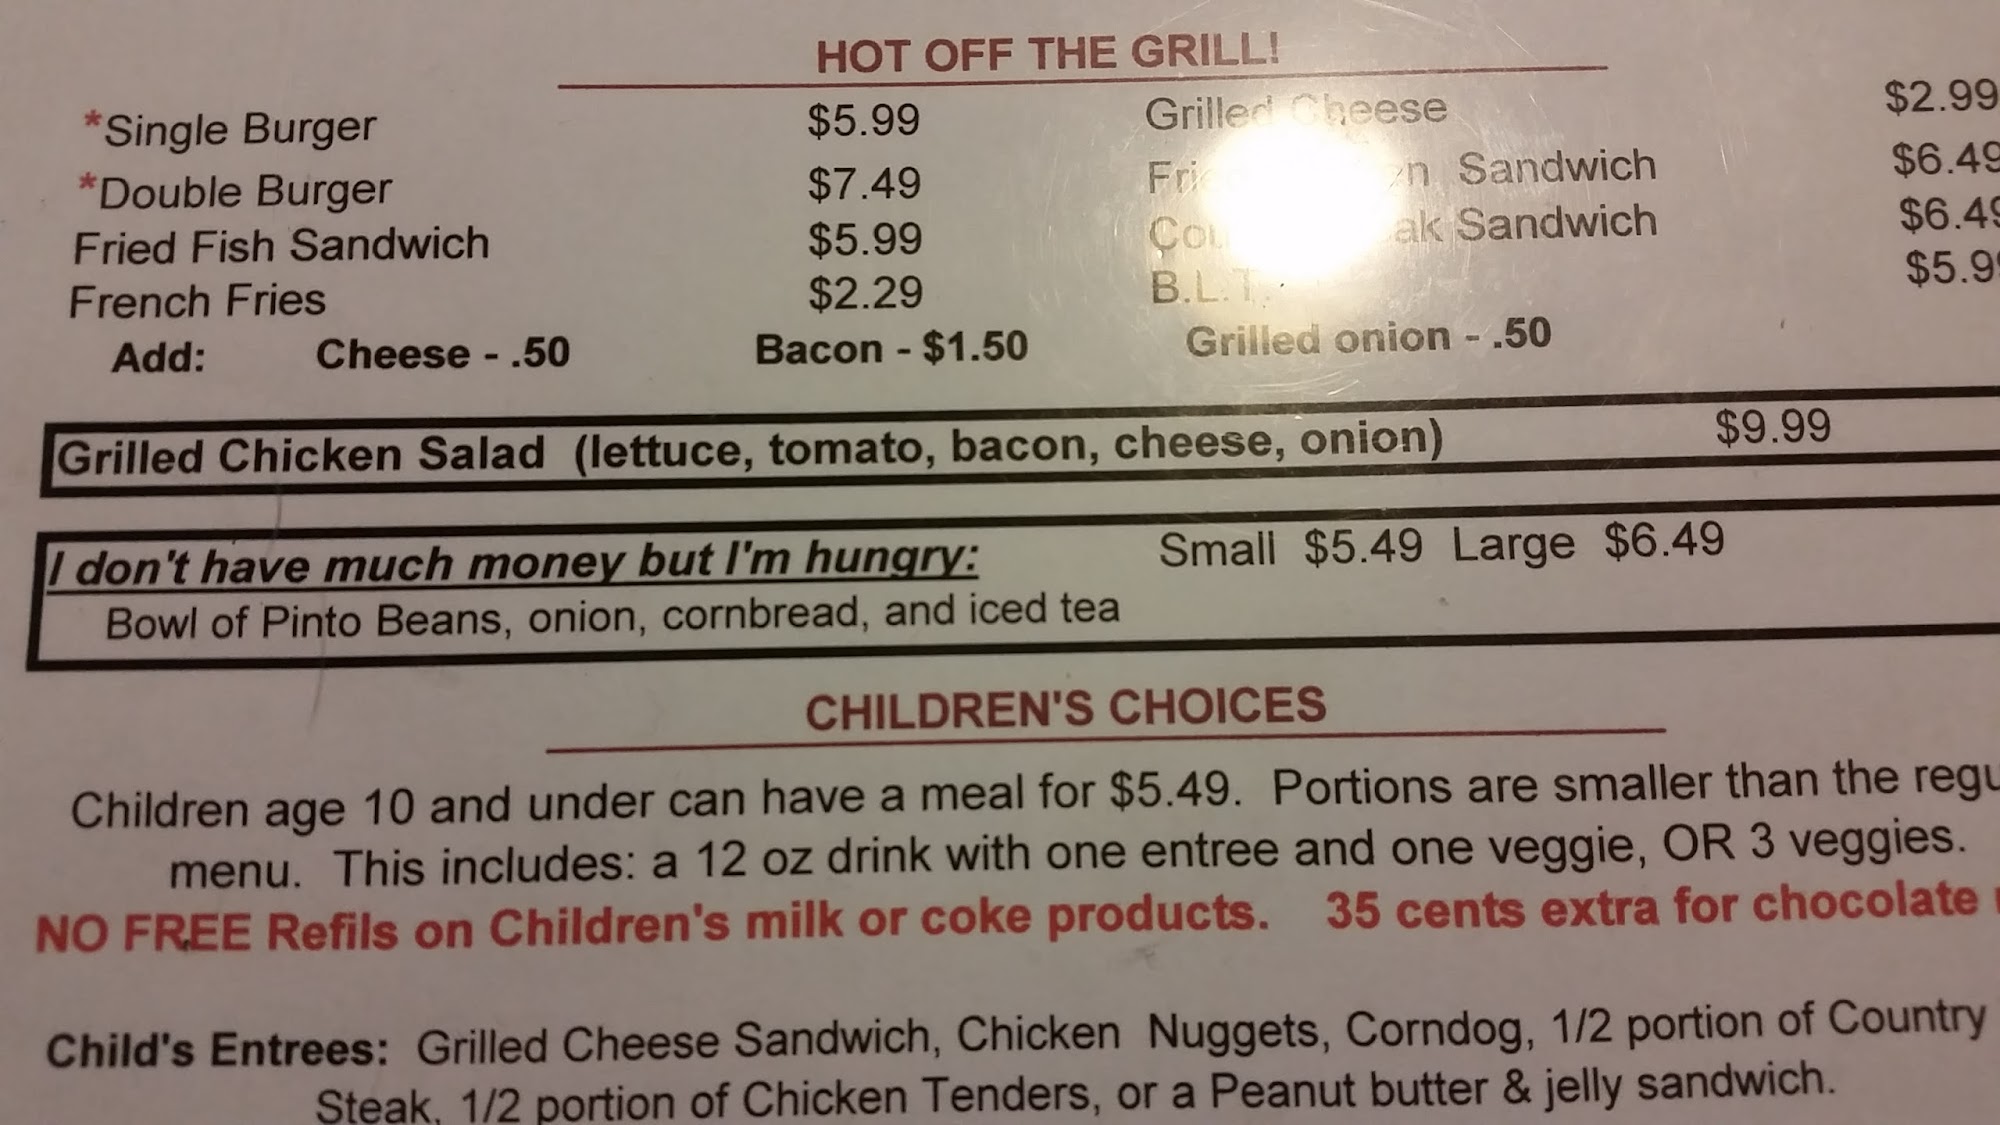 HOT OFF THE GRILL!
*Single Burger $5.99 Grilled Cheese $2.99
*Double Burger $7.49 Sandwich $6.49
Fried Fish Sandwich $5.99 Sandwich $6.49
French Fries $2.29 B.L.T.
Add: Cheese - .50 Bacon - $1.50 Grilled onion - .50
Grilled Chicken Salad (lettuce, tomato, bacon, cheese, onion) $9.99
I don't have much money but I'm hungry: Small $5.49 Large $6.49
Bowl of Pinto Beans, onion, cornbread, and iced tea
CHILDREN'S CHOICES
Children age 10 and under can have a meal for $5.49. Portions are smaller than the
menu. This includes: a 12 oz drink with one entree and one veggie, OR 3 veggies.
NO FREE Refils on Children's milk or coke products. 35 cents extra for chocolate
Child's Entrees: Grilled Cheese Sandwich, Chicken Nuggets, Corndog, 1/2 portion of Country
Steak, 1/2 portion of Chicken Tenders, or a Peanut butter & jelly sandwich.